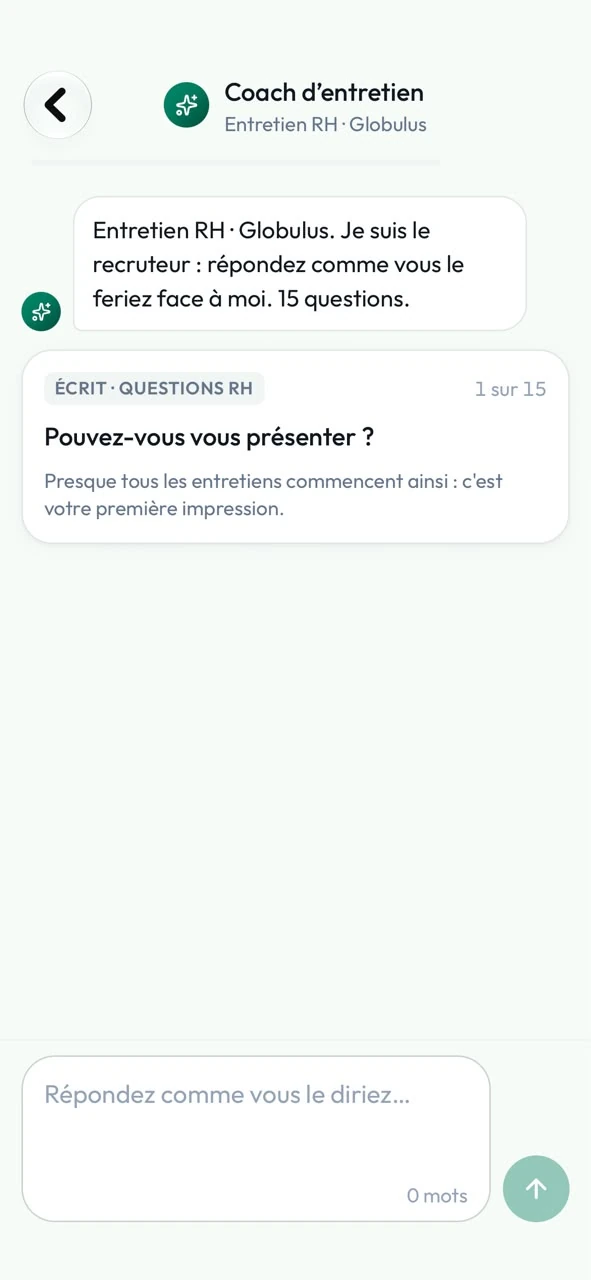 Coach d’entretien
Entretien RH · Globulus
Entretien RH · Globulus. Je suis le
recruteur : répondez comme vous le
feriez face à moi. 15 questions.
ÉCRIT · QUESTIONS RH
1 sur 15
Pouvez-vous vous présenter ?
Presque tous les entretiens commencent ainsi : c'est
votre première impression.
Répondez comme vous le diriez...
0 mots